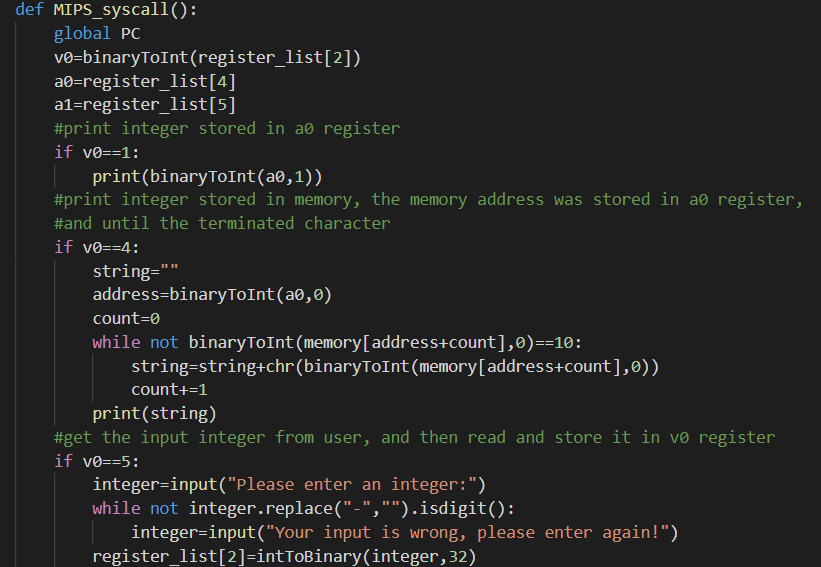 def MIPS_syscall():
    global PC
    v0=binaryToInt(register_list[2])
    a0=register_list[4]
    a1=register_list[5]
    #print integer stored in a0 register
    if v0==1:
        print(binaryToInt(a0,1))
    #print integer stored in memory, the memory address was stored in a0 register,
    #and until the terminated character
    if v0==4:
        string=""
        address=binaryToInt(a0,0)
        count=0
        while not binaryToInt(memory[address+count],0)==10:
            string=string+chr(binaryToInt(memory[address+count],0))
            count+=1
        print(string)
    #get the input integer from user, and then read and store it in v0 register
    if v0==5:
        integer=input("Please enter an integer:")
        while not integer.replace("-","").isdigit():
            integer=input("Your input is wrong, please enter again!")
        register_list[2]=intToBinary(integer,32)